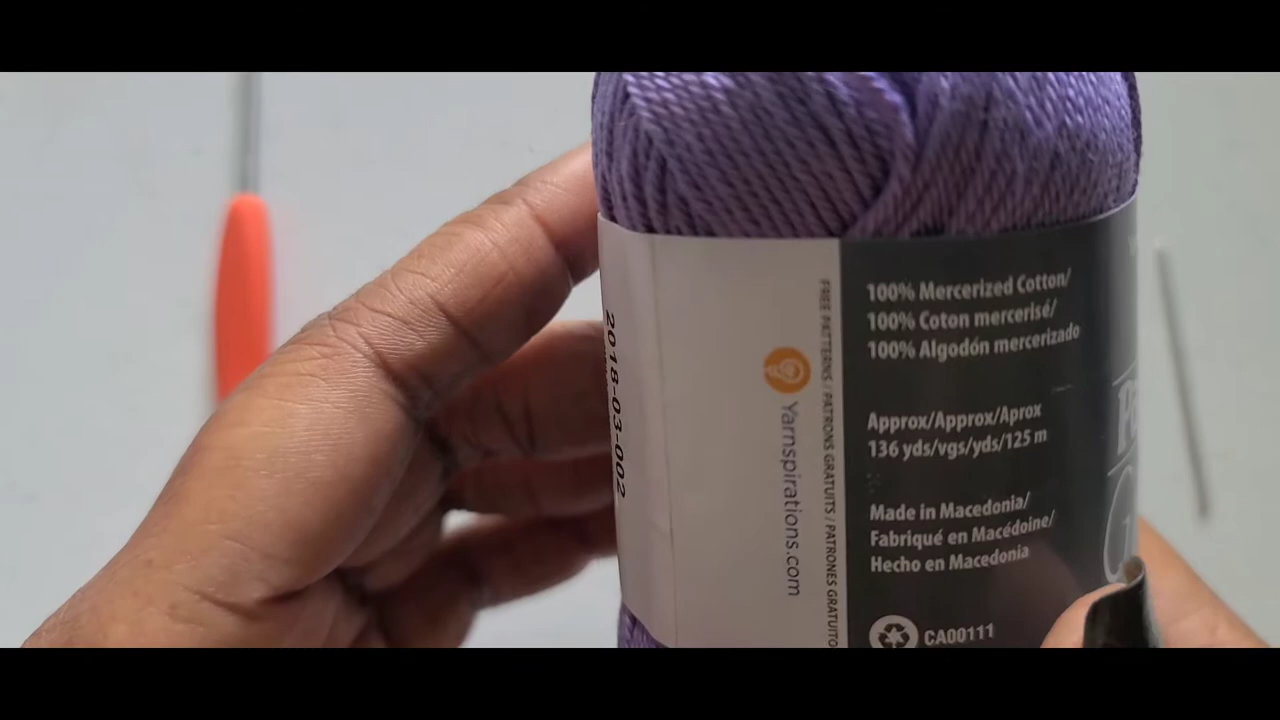 2018-03-002
Yarnspirations.com
FREE PATTERNS / PATRONS GRATUITS / PATRONES GRATUITO
100% Mercerized Cotton/
100% Coton mercerisé/
100% Algodón mercerizado
Approx/Approx/Aprox
136 yds/vgs/yds/125 m
Made in Macedonia/
Fabriqué en Macédoine/
Hecho en Macedonia
CA00111